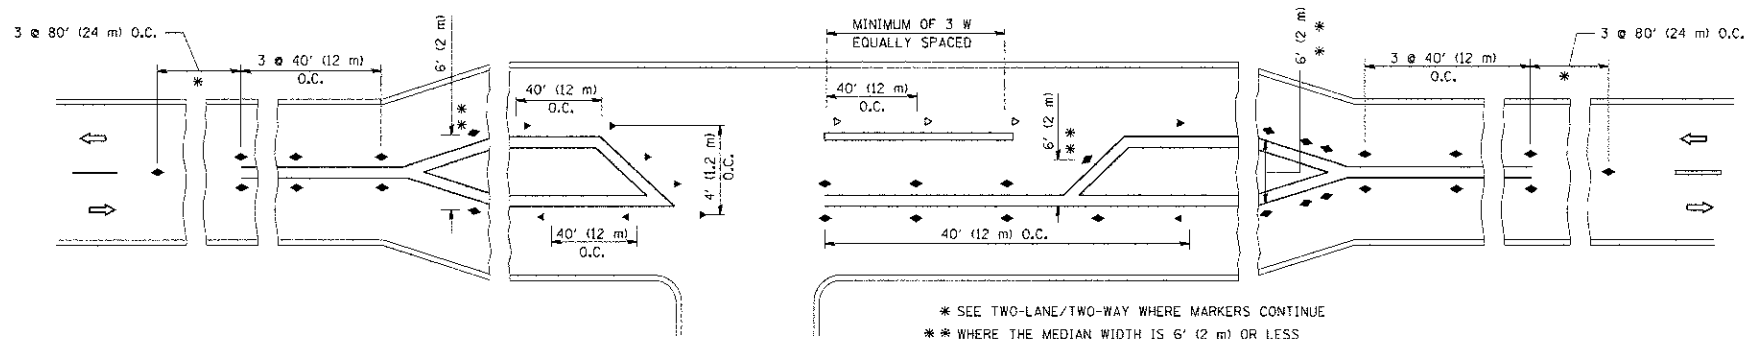 3 @ 80' (24 m) O.C.
3 @ 40' (12 m)
O.C.
*
6' (2 m)
**
40' (12 m)
O.C.
4' (1.2 m)
O.C.
40' (12 m)
O.C.
MINIMUM OF 3 W
EQUALLY SPACED
40' (12 m)
O.C.
6' (2 m)
**
40' (12 m) O.C.
6' (2 m)
**
3 @ 40' (12 m)
O.C.
*
3 @ 80' (24 m) O.C.
* SEE TWO-LANE/TWO-WAY WHERE MARKERS CONTINUE
** WHERE THE MEDIAN WIDTH IS 6' (2 m) OR LESS